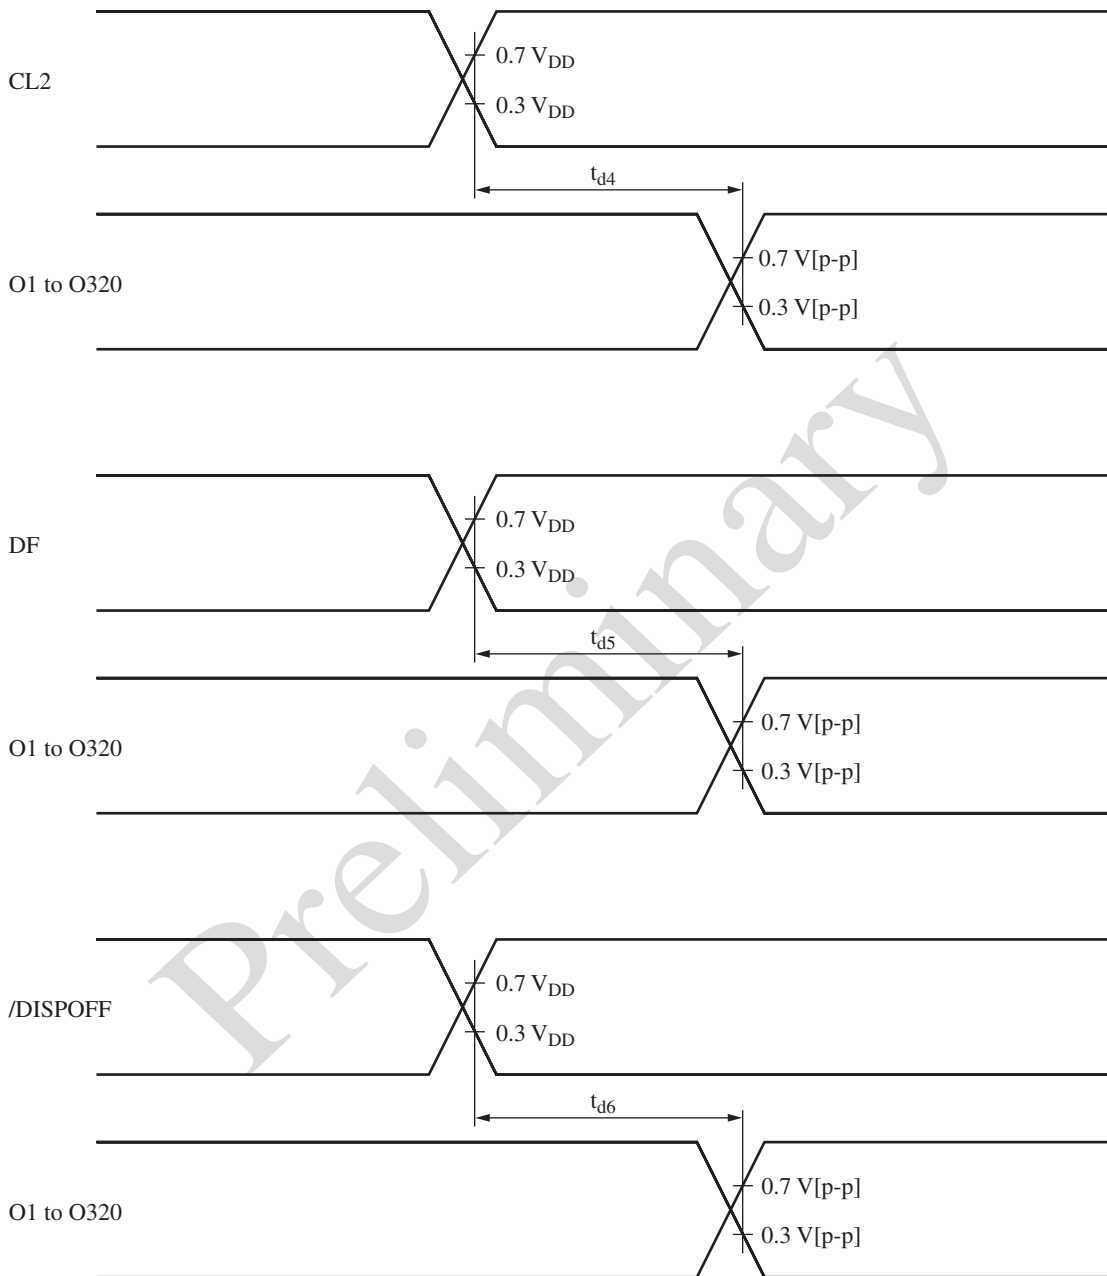 CL2
0.7 VDD
0.3 VDD
td4
O1 to O320
0.7 V[p-p]
0.3 V[p-p]
DF
0.7 VDD
0.3 VDD
td5
O1 to O320
0.7 V[p-p]
0.3 V[p-p]
/DISPOFF
0.7 VDD
0.3 VDD
td6
O1 to O320
0.7 V[p-p]
0.3 V[p-p]
Preliminary